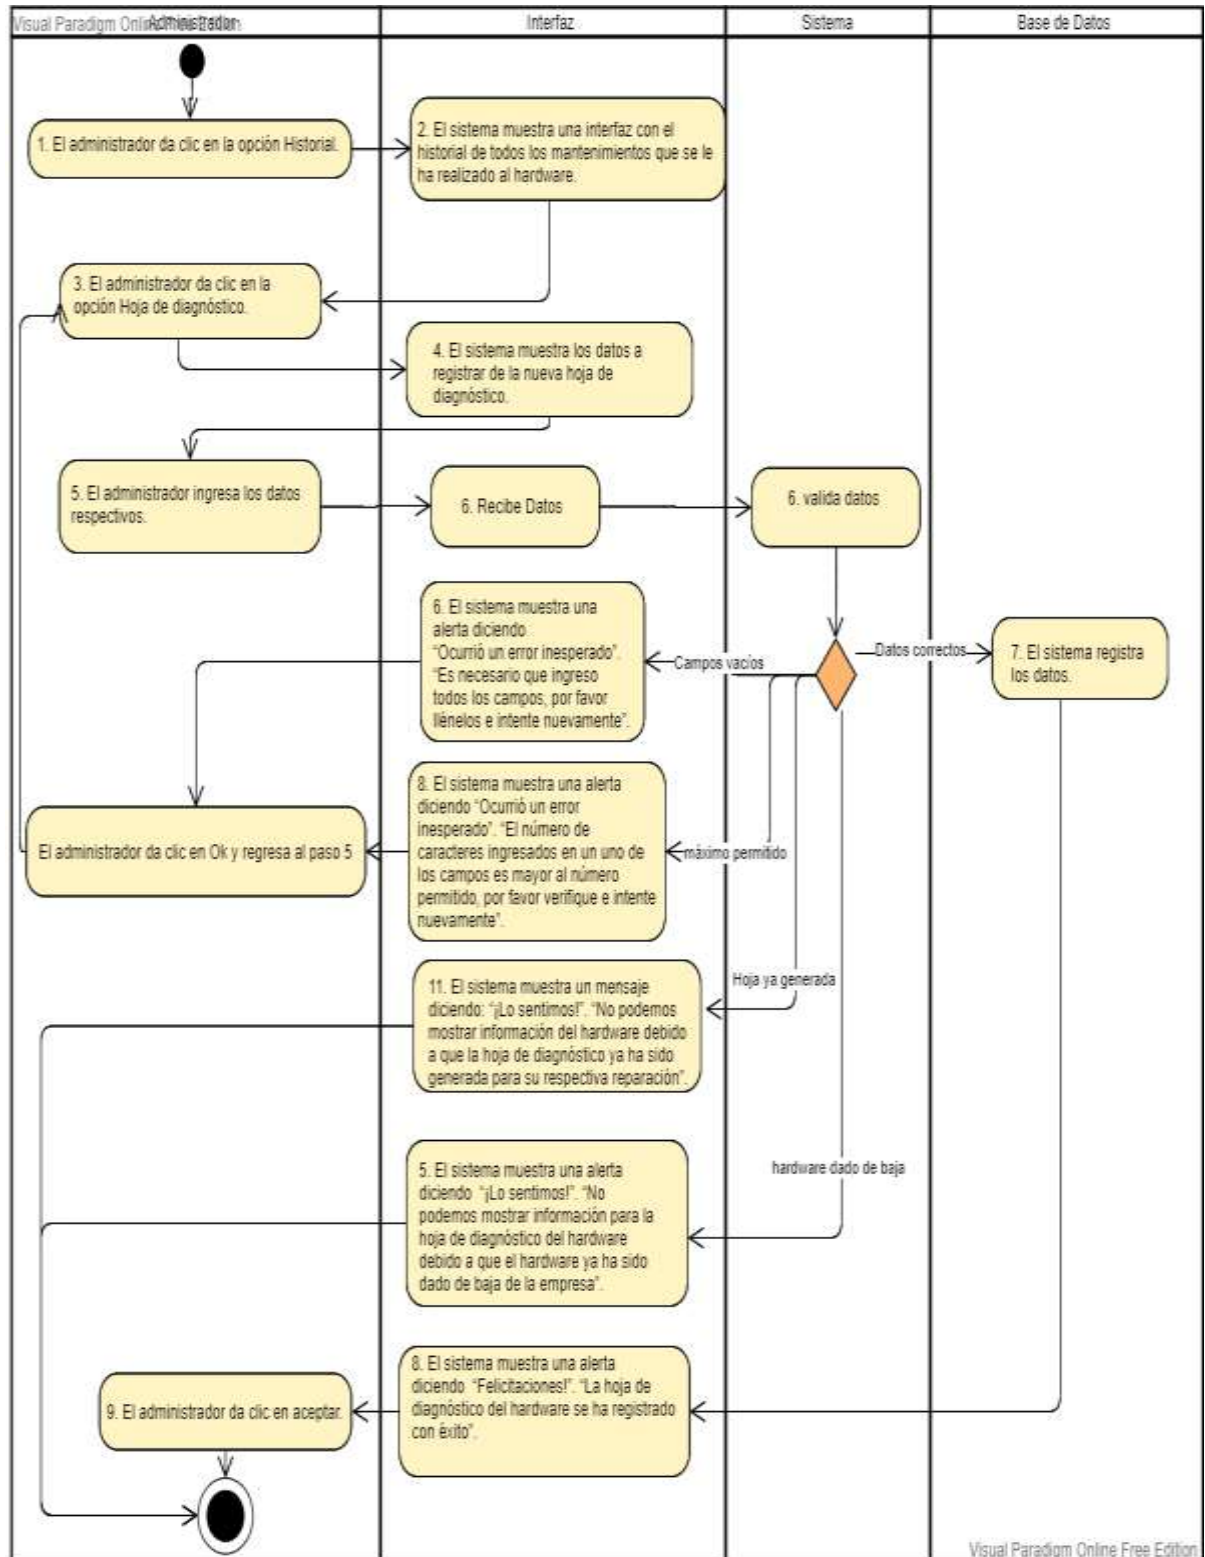 Visual Paradigm Online Free Edition
Administrador
Interfaz
Sistema
Base de Datos
1. El administrador da clic en la opción Historial.
2. El sistema muestra una interfaz con el
historial de todos los mantenimientos que se le
ha realizado al hardware.
3. El administrador da clic en la
opción Hoja de diagnóstico.
4. El sistema muestra los datos a
registrar de la nueva hoja de
diagnóstico.
5. El administrador ingresa los datos
respectivos.
6. Recibe Datos
6. valida datos
6. El sistema muestra una
alerta diciendo
“Ocurrió un error inesperado”.
“Es necesario que ingreso
todos los campos, por favor
llénelos e intente nuevamente”.
Campos vacíos
Datos correctos
7. El sistema registra
los datos.
El administrador da clic en Ok y regresa al paso 5
8. El sistema muestra una alerta
diciendo “Ocurrió un error
inesperado”. “El número de
caracteres ingresados en un uno de
los campos es mayor al número
permitido, por favor verifique e intente
nuevamente”.
máximo permitido
11. El sistema muestra un mensaje
diciendo: “¡Lo sentimos!”. “No podemos
mostrar información del hardware debido
a que la hoja de diagnóstico ya ha sido
generada para su respectiva reparación”.
Hoja ya generada
5. El sistema muestra una alerta
diciendo “¡Lo sentimos!”. “No
podemos mostrar información para la
hoja de diagnóstico del hardware
debido a que el hardware ya ha sido
dado de baja de la empresa”.
hardware dado de baja
8. El sistema muestra una alerta
diciendo “Felicitaciones!”. “La hoja de
diagnóstico del hardware se ha registrado
con éxito”.
9. El administrador da clic en aceptar.
Visual Paradigm Online Free Edition